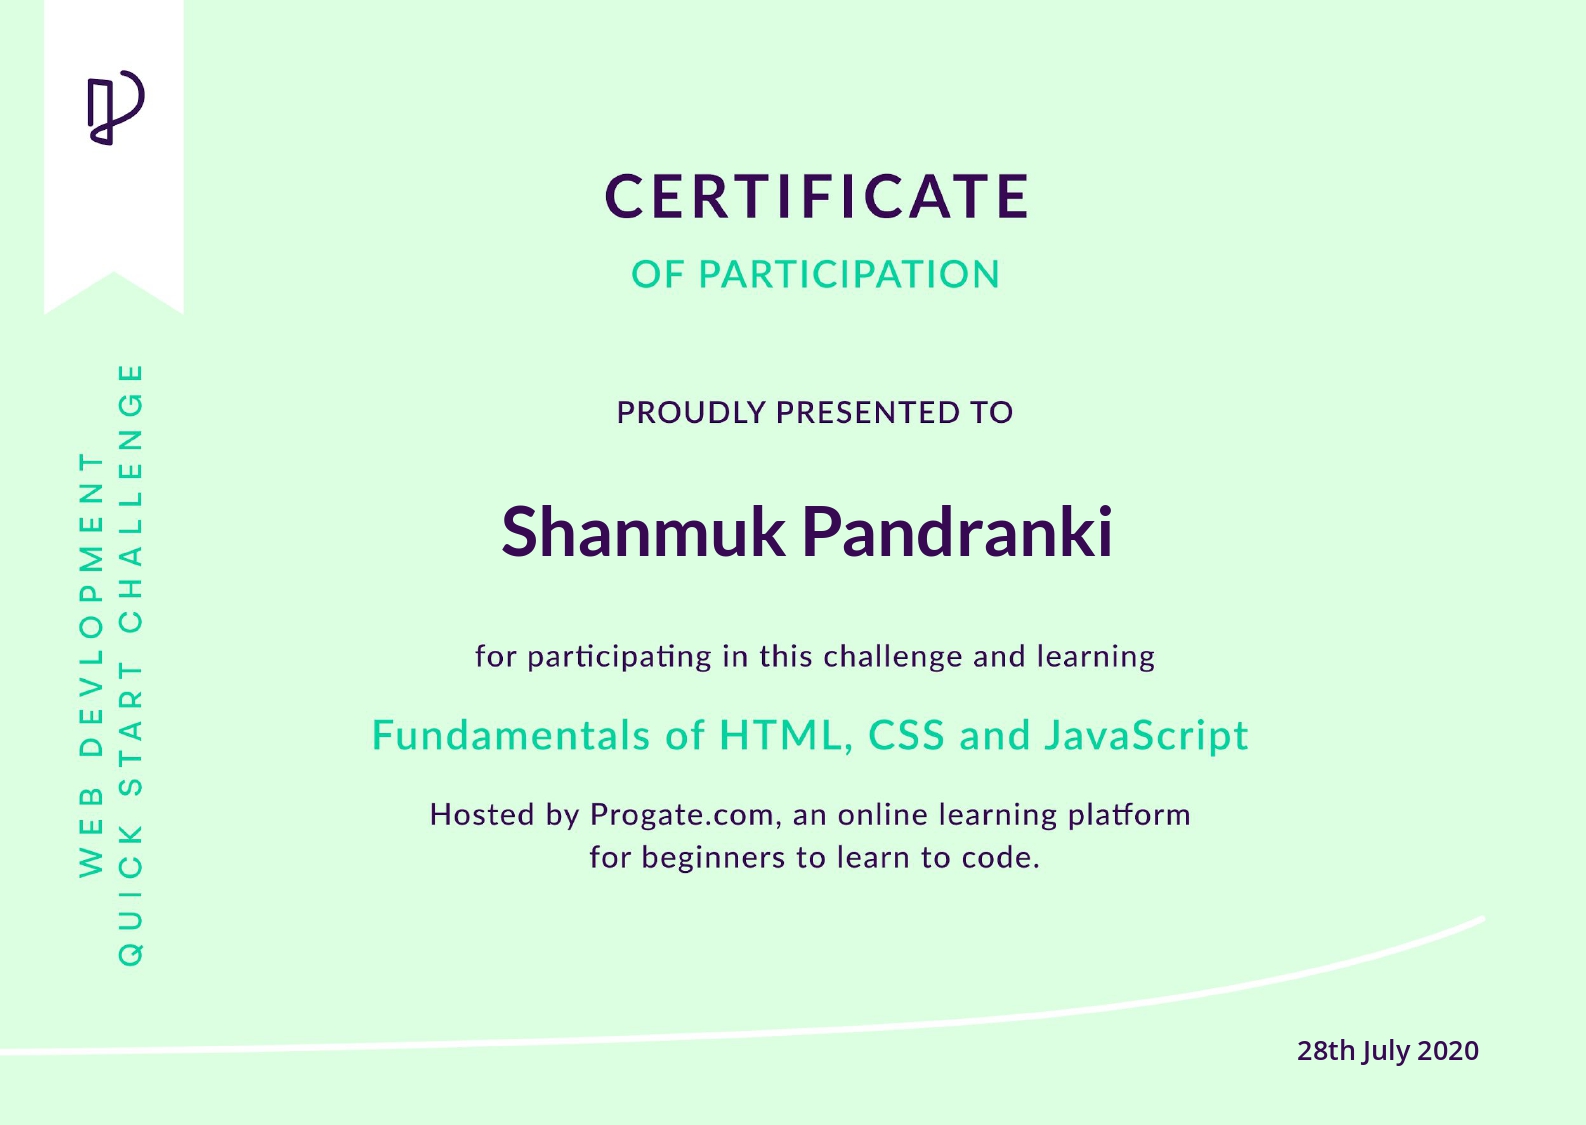 CERTIFICATE
OF PARTICIPATION
PROUDLY PRESENTED TO
Shanmuk Pandranki
for participating in this challenge and learning
Fundamentals of HTML, CSS and JavaScript
Hosted by Progate.com, an online learning platform
for beginners to learn to code.
28th July 2020
WEB DEVLOPMENT
QUICK START CHALLENGE